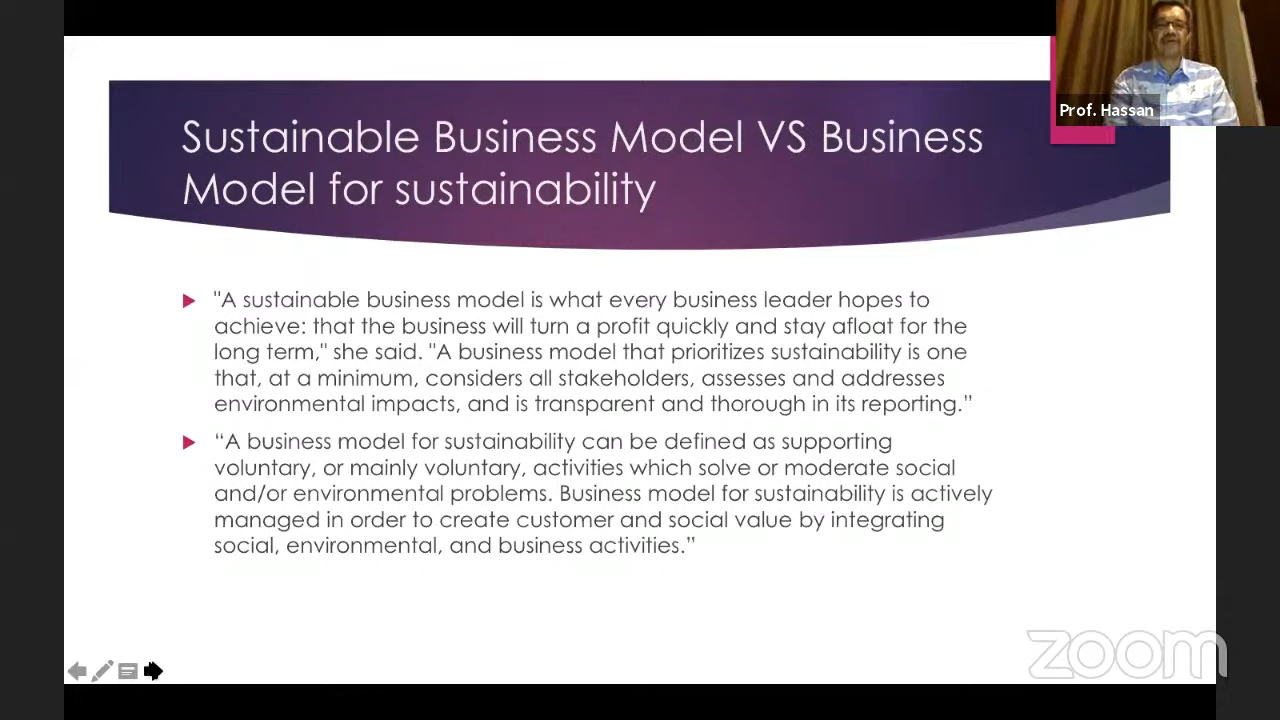 Prof. Hassan
Sustainable Business Model VS Business
Model for sustainability
"A sustainable business model is what every business leader hopes to
achieve: that the business will turn a profit quickly and stay afloat for the
long term," she said. "A business model that prioritizes sustainability is one
that, at a minimum, considers all stakeholders, assesses and addresses
environmental impacts, and is transparent and thorough in its reporting.”
“A business model for sustainability can be defined as supporting
voluntary, or mainly voluntary, activities which solve or moderate social
and/or environmental problems. Business model for sustainability is actively
managed in order to create customer and social value by integrating
social, environmental, and business activities.”
zoom